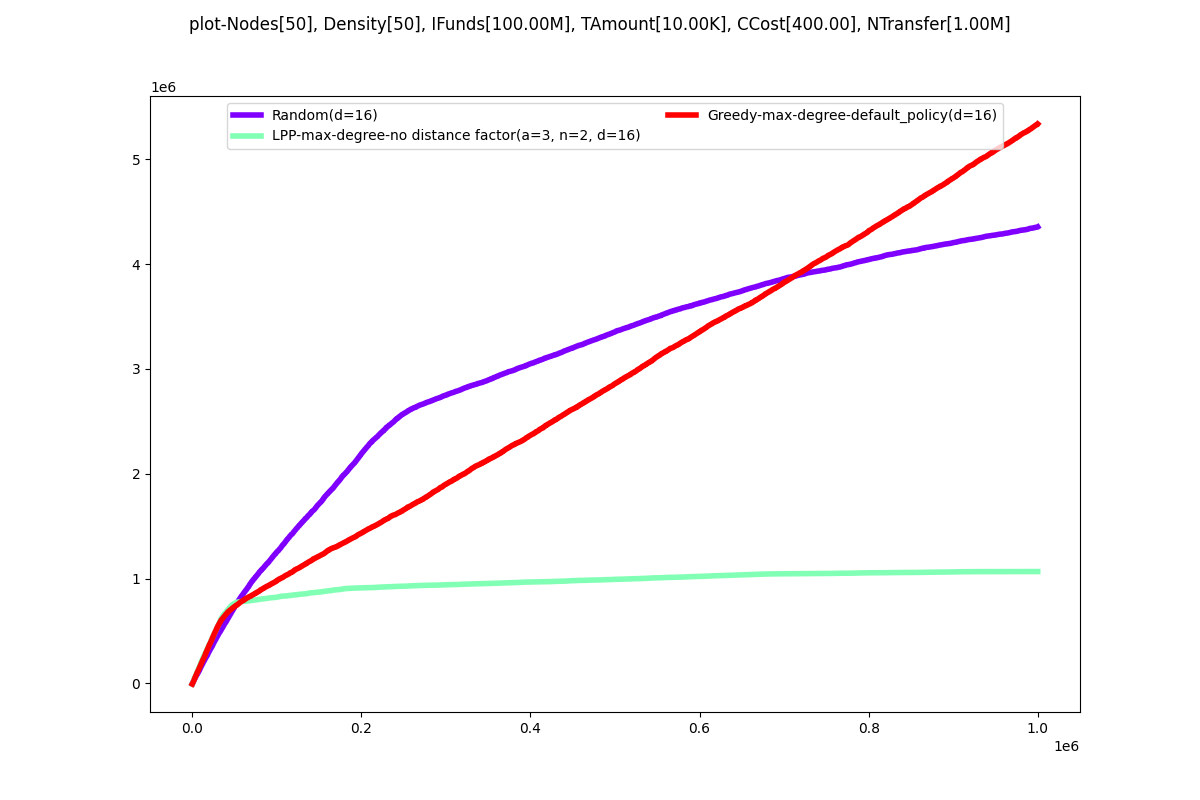 plot-Nodes[50], Density[50], IFunds[100.00M], TAmount[10.00K], CCost[400.00], NTransfer[1.00M]
1e6
Random(d=16)
LPP-max-degree-no distance factor(a=3, n=2, d=16)
Greedy-max-degree-default_policy(d=16)
5
4
3
2
1
0
0.0 0.2 0.4 0.6 0.8 1.0
1e6